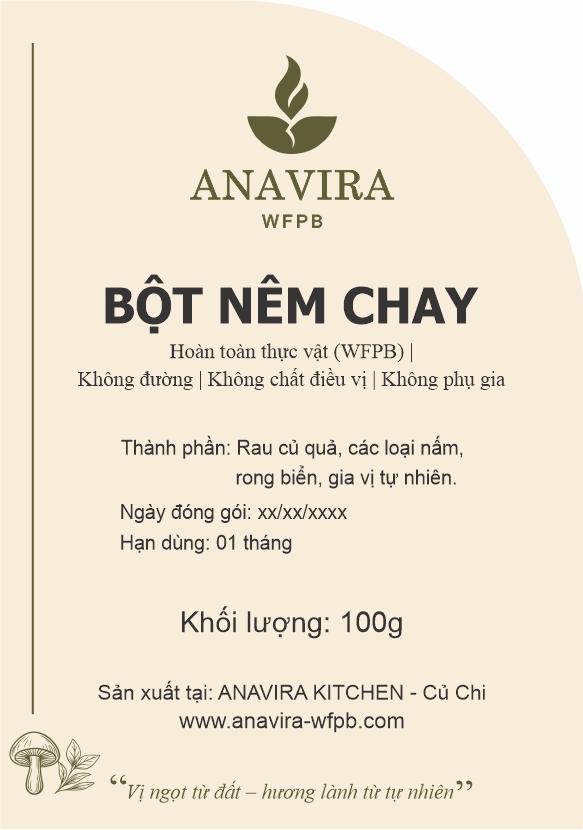 ANAVIRA
WFPB
BỘT NÊM CHAY
Hoàn toàn thực vật (WFPB) |
Không đường | Không chất điều vị | Không phụ gia
Thành phần: Rau củ quả, các loại nấm,
rong biển, gia vị tự nhiên.
Ngày đóng gói: xx/xx/xxxx
Hạn dùng: 01 tháng
Khối lượng: 100g
Sản xuất tại: ANAVIRA KITCHEN - Củ Chi
www.anavira-wfpb.com
“Vị ngọt từ đất – hương lành từ tự nhiên”